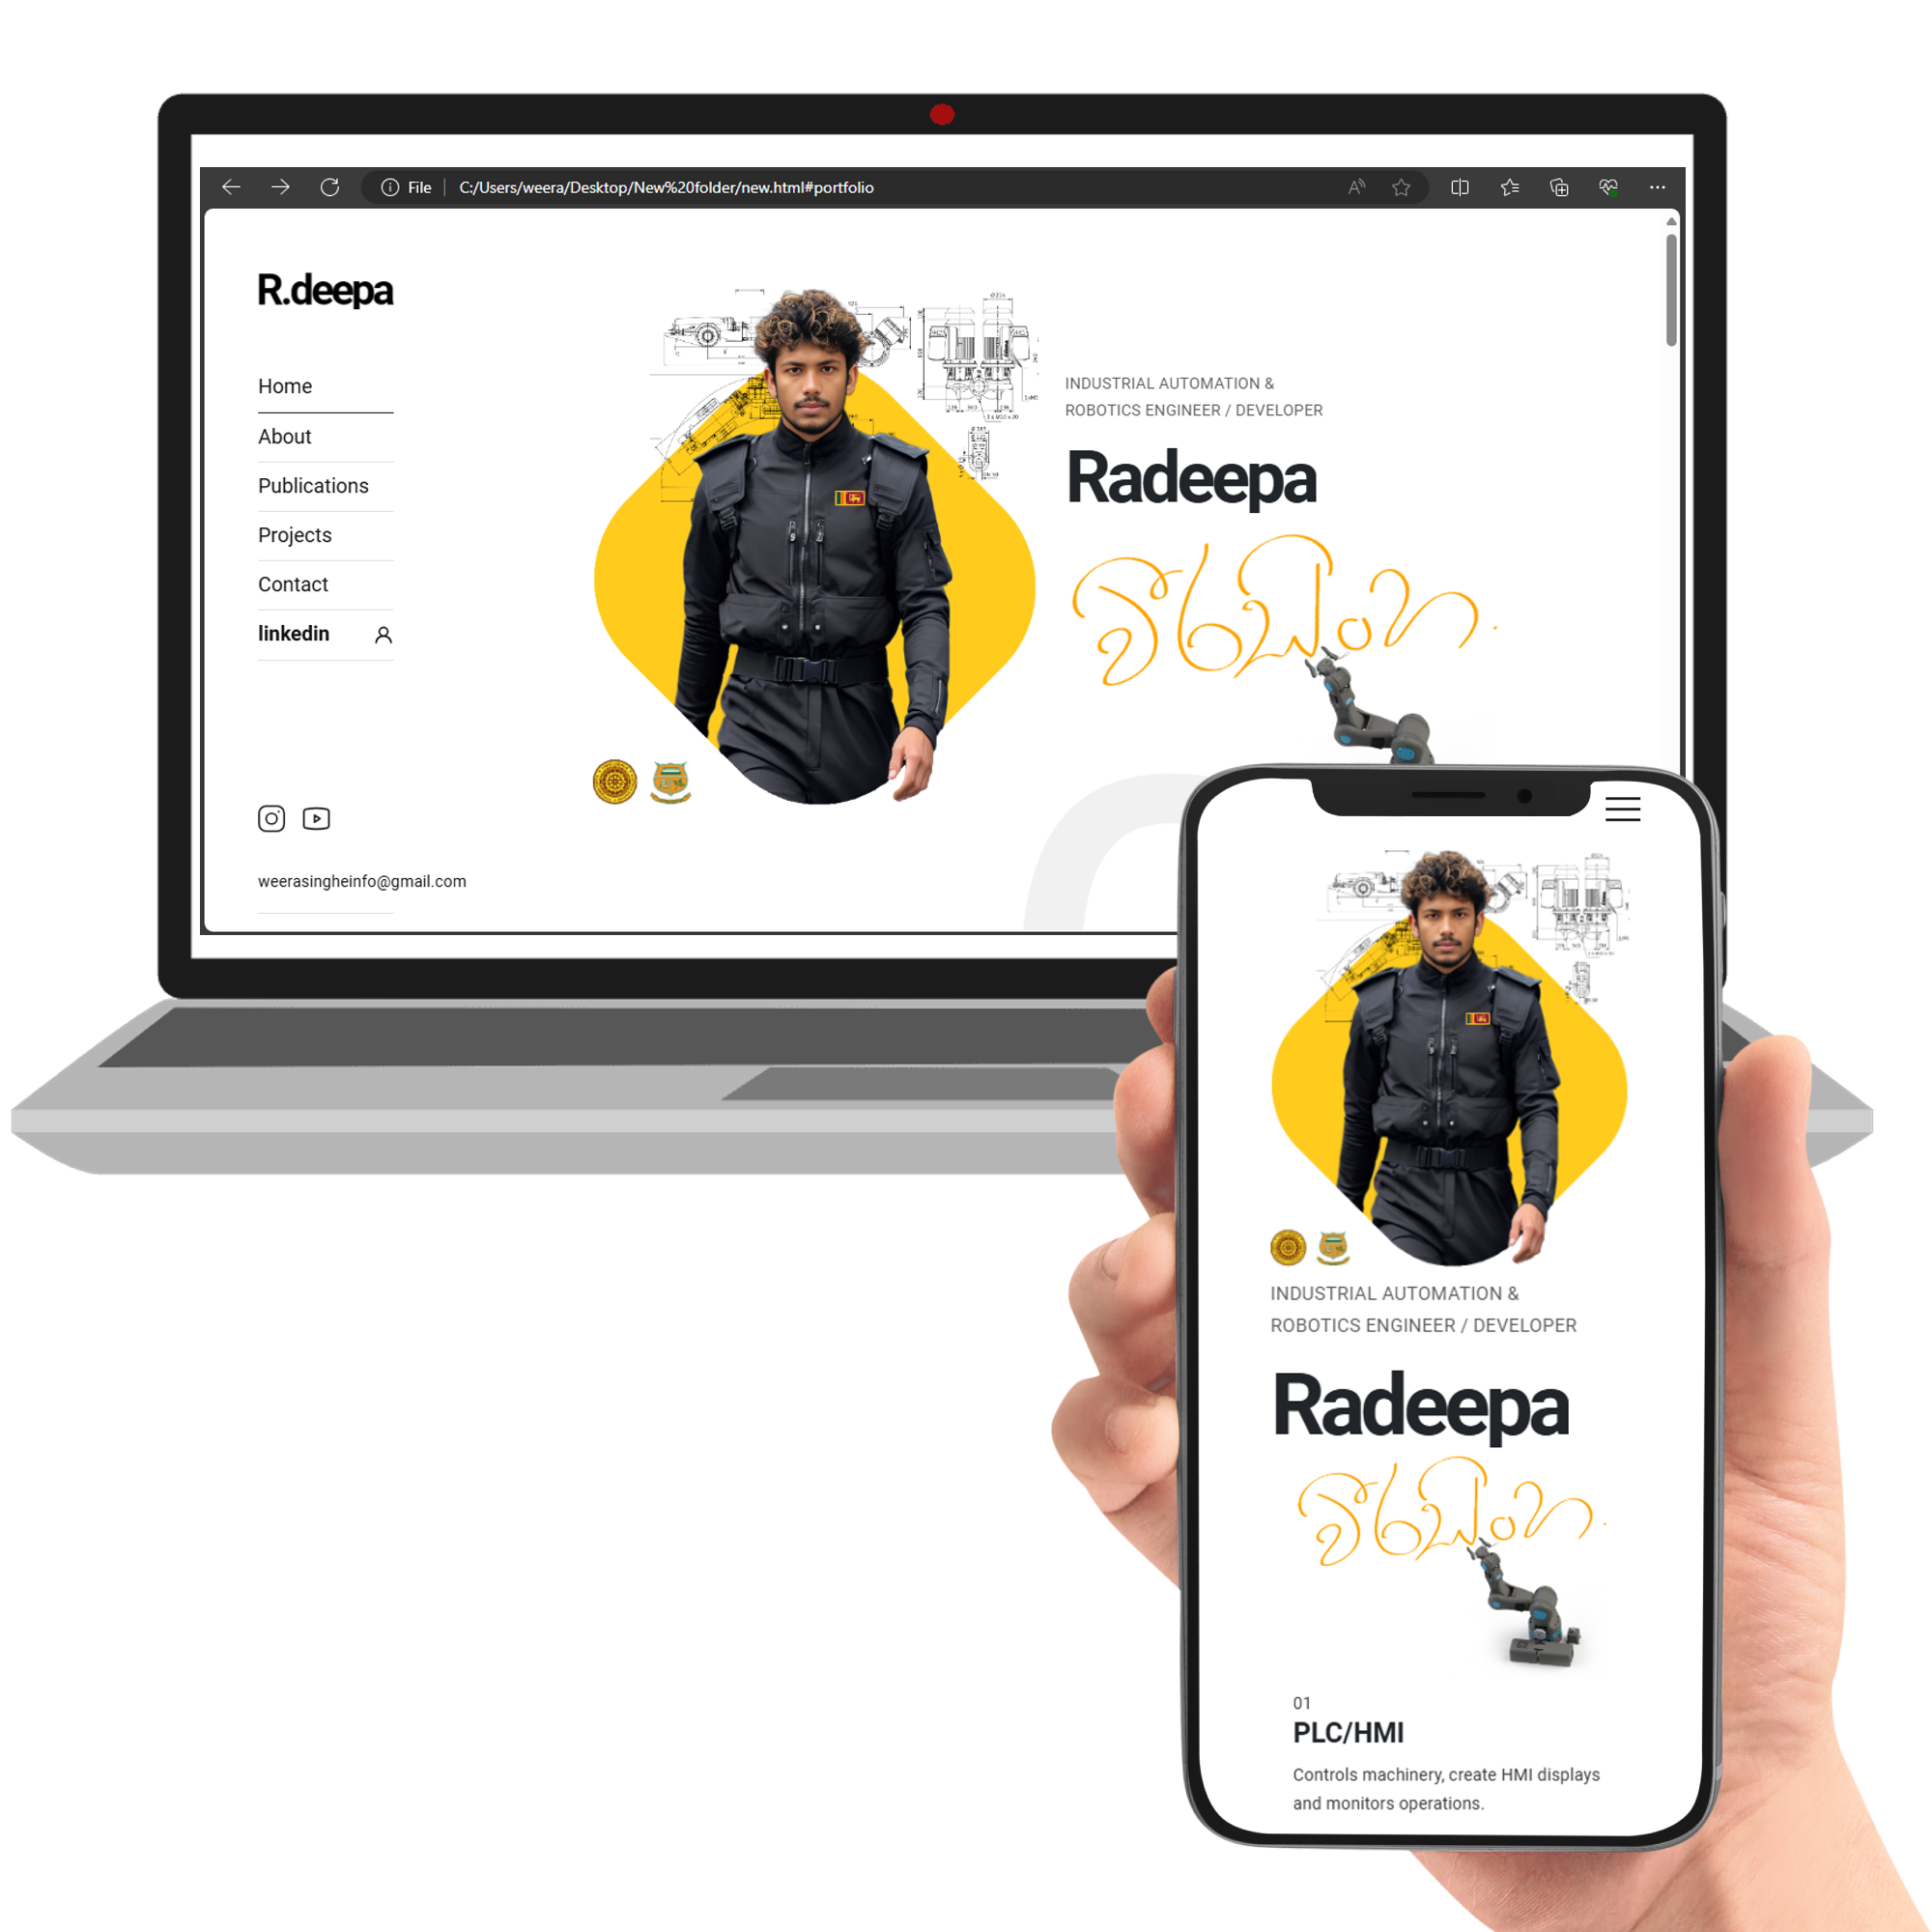 File
C:/Users/weera/Desktop/New%20folder/new.html#portfolio
R.deepa
Home
About
Publications
Projects
Contact
linkedin
weerasingheinfo@gmail.com
INDUSTRIAL AUTOMATION &
ROBOTICS ENGINEER / DEVELOPER
Radeepa
වීරසිංහ.
INDUSTRIAL AUTOMATION &
ROBOTICS ENGINEER / DEVELOPER
Radeepa
වීරසිංහ.
01
PLC/HMI
Controls machinery, create HMI displays
and monitors operations.